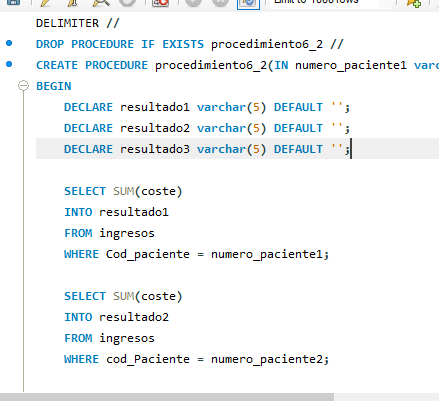 DELIMITER //
DROP PROCEDURE IF EXISTS procedimiento6_2 //
CREATE PROCEDURE procedimiento6_2(IN numero_paciente1 varc
BEGIN
DECLARE resultado1 varchar(5) DEFAULT '';
DECLARE resultado2 varchar(5) DEFAULT '';
DECLARE resultado3 varchar(5) DEFAULT '';
SELECT SUM(coste)
INTO resultado1
FROM ingresos
WHERE Cod_paciente = numero_paciente1;
SELECT SUM(coste)
INTO resultado2
FROM ingresos
WHERE cod_Paciente = numero_paciente2;